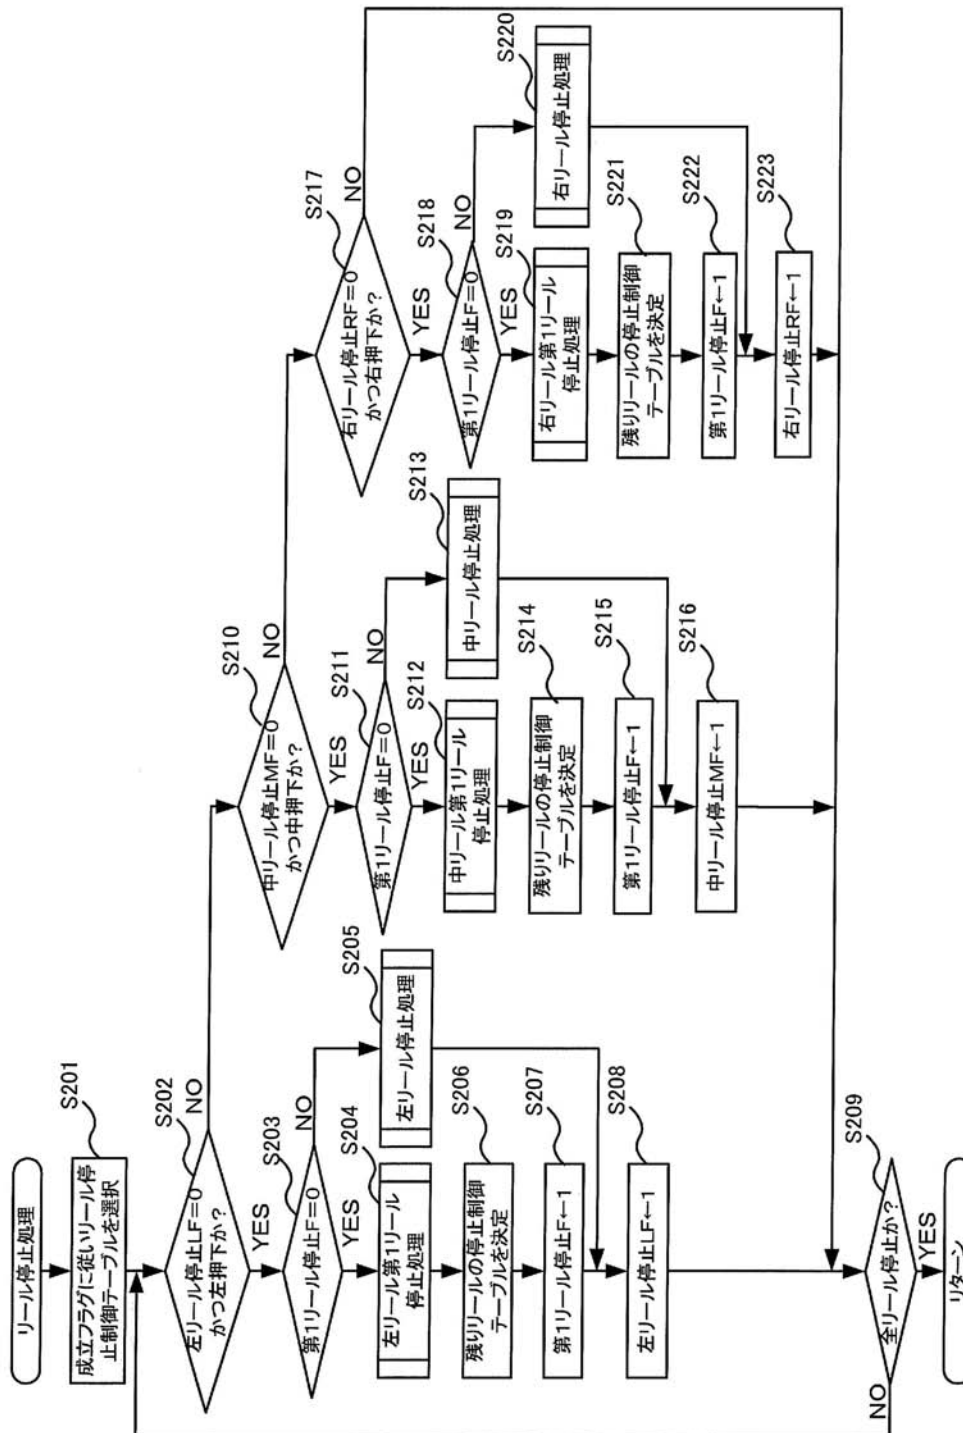 リール停止処理
S201
成立フラグに従いリール停
止制御テーブルを選択
S202
左リール停止LF=0
かつ左押下か?
NO
YES
S203
第1リール停止F=0
NO
YES
S204
左リール第1リール
停止処理
S205
左リール停止処理
S206
残りリールの停止制御
テーブルを決定
S207
第1リール停止F←1
S208
左リール停止LF←1
S209
全リール停止か?
NO
YES
リターン
S210
中リール停止MF=0
かつ中押下か?
NO
YES
S211
第1リール停止F=0
NO
YES
S212
中リール第1リール
停止処理
S213
中リール停止処理
S214
残りリールの停止制御
テーブルを決定
S215
第1リール停止F←1
S216
中リール停止MF←1
S217
右リール停止RF=0
かつ右押下か?
NO
YES
S218
第1リール停止F=0
NO
YES
S219
右リール第1リール
停止処理
S220
右リール停止処理
S221
残りリールの停止制御
テーブルを決定
S222
第1リール停止F←1
S223
右リール停止RF←1